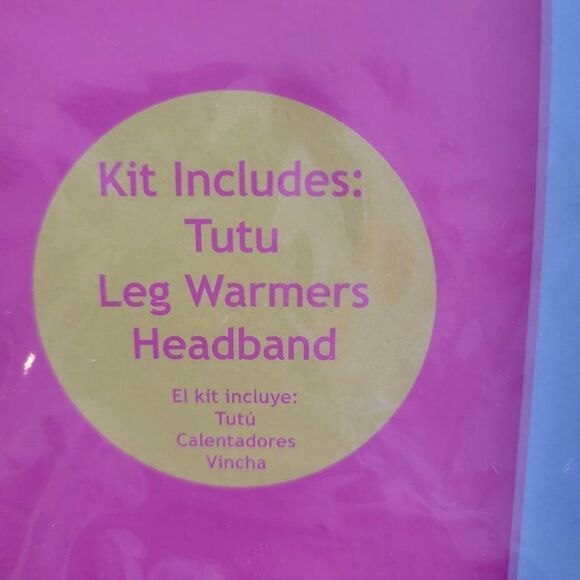 Kit Includes:
Tutu
Leg Warmers
Headband
El kit incluye:
Tutú
Calentadores
Vincha